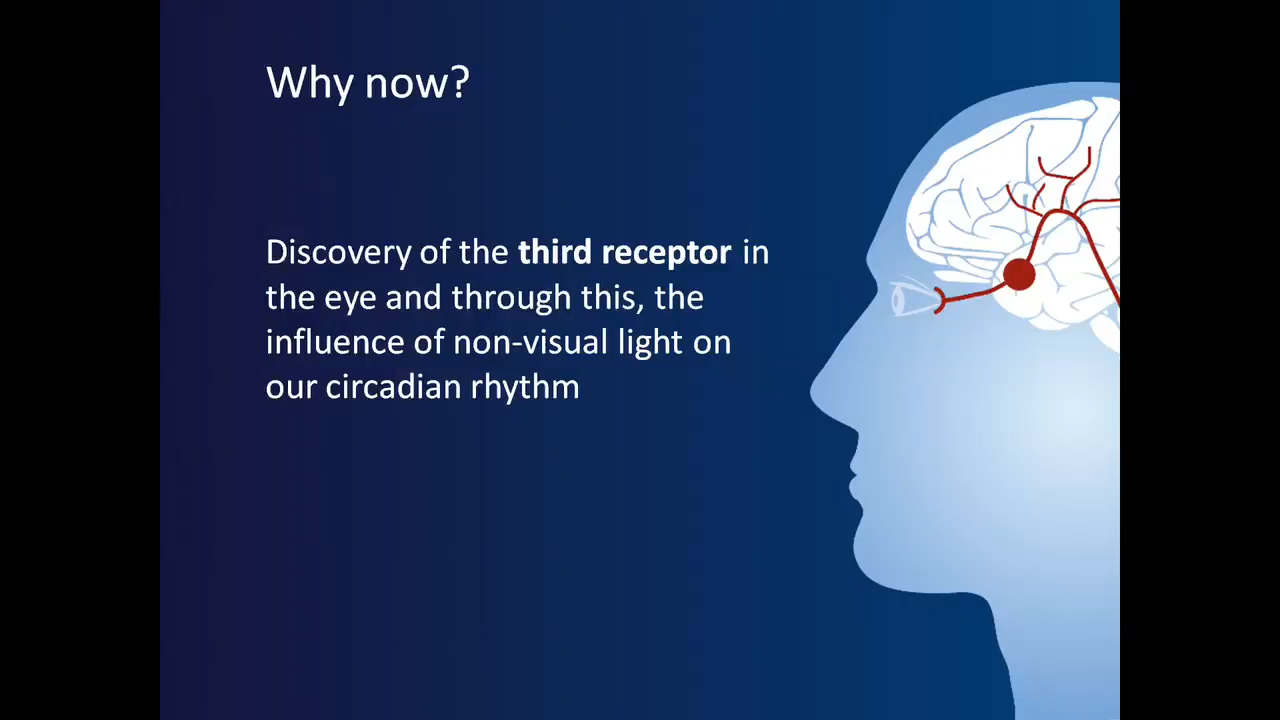 Why now?
Discovery of the third receptor in
the eye and through this, the
influence of non-visual light on
our circadian rhythm